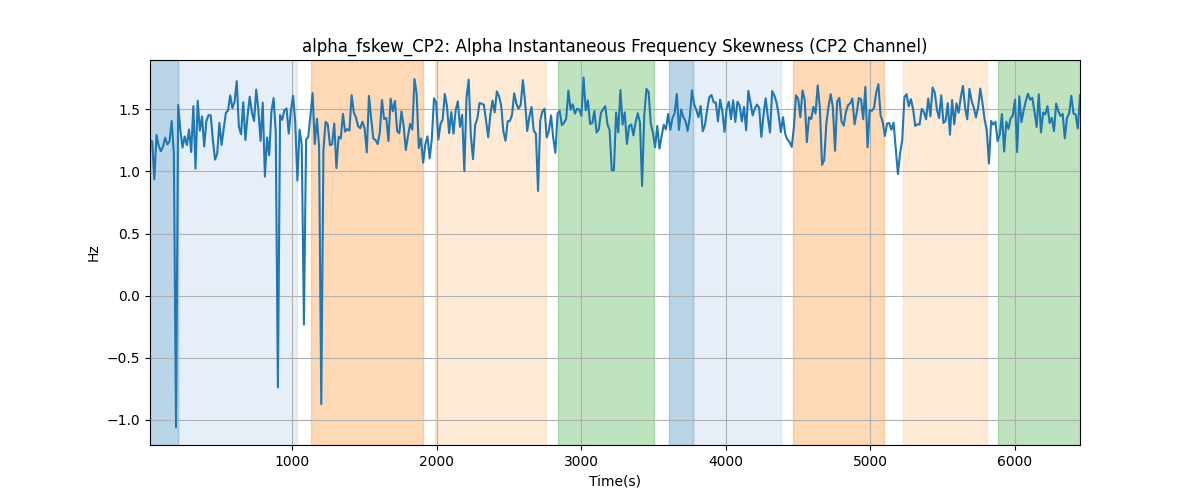 alpha_fskew_CP2: Alpha Instantaneous Frequency Skewness (CP2 Channel)
Hz
1.5
1.0
0.5
0.0
−0.5
−1.0
1000 2000 3000 4000 5000 6000
Time(s)